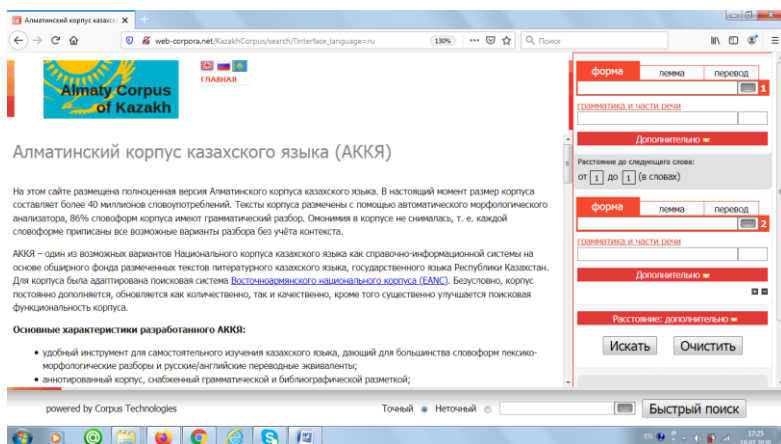 Алматинский корпус казахск
web-corpora.net/KazakhCorpus/search/?interface_language=ru
130%
Поиск
Almaty Corpus
of Kazakh
ГЛАВНАЯ
Алматинский корпус казахского языка (АККЯ)
На этом сайте размещена полноценная версия Алматинского корпуса казахского языка. В настоящий момент размер корпуса
составляет более 40 миллионов словоупотреблений. Тексты корпуса размечены с помощью автоматического морфологического
анализатора, 86% словоформ корпуса имеют грамматический разбор. Омонимия в корпусе не снималась, т. е. каждой
словоформе приписаны все возможные варианты разбора без учёта контекста.
АККЯ – один из возможных вариантов Национального корпуса казахского языка как справочно-информационной системы на
основе обширного фонда размеченных текстов литературного казахского языка, государственного языка Республики Казахстан.
Для корпуса была адаптирована поисковая система Восточноармянского национального корпуса (EANC). Безусловно, корпус
постоянно дополняется, обновляется как количественно, так и качественно, кроме того существенно улучшается поисковая
функциональность корпуса.
Основные характеристики разработанного АККЯ:
• удобный инструмент для самостоятельного изучения казахского языка, дающий для большинства словоформ лексико-
морфологические разборы и русские/английские переводные эквиваленты;
• аннотированный корпус, снабженный грамматической и библиографической разметкой;
форма лемма перевод
1
грамматика и части речи
Дополнительно
Расстояние до следующего слова:
от 1 до 1 (в словах)
форма лемма перевод
2
грамматика и части речи
Дополнительно
Расстояние: дополнительно
Искать Очистить
powered by Corpus Technologies
Точный Неточный
Быстрый поиск
EN
17:25
10.07.2020